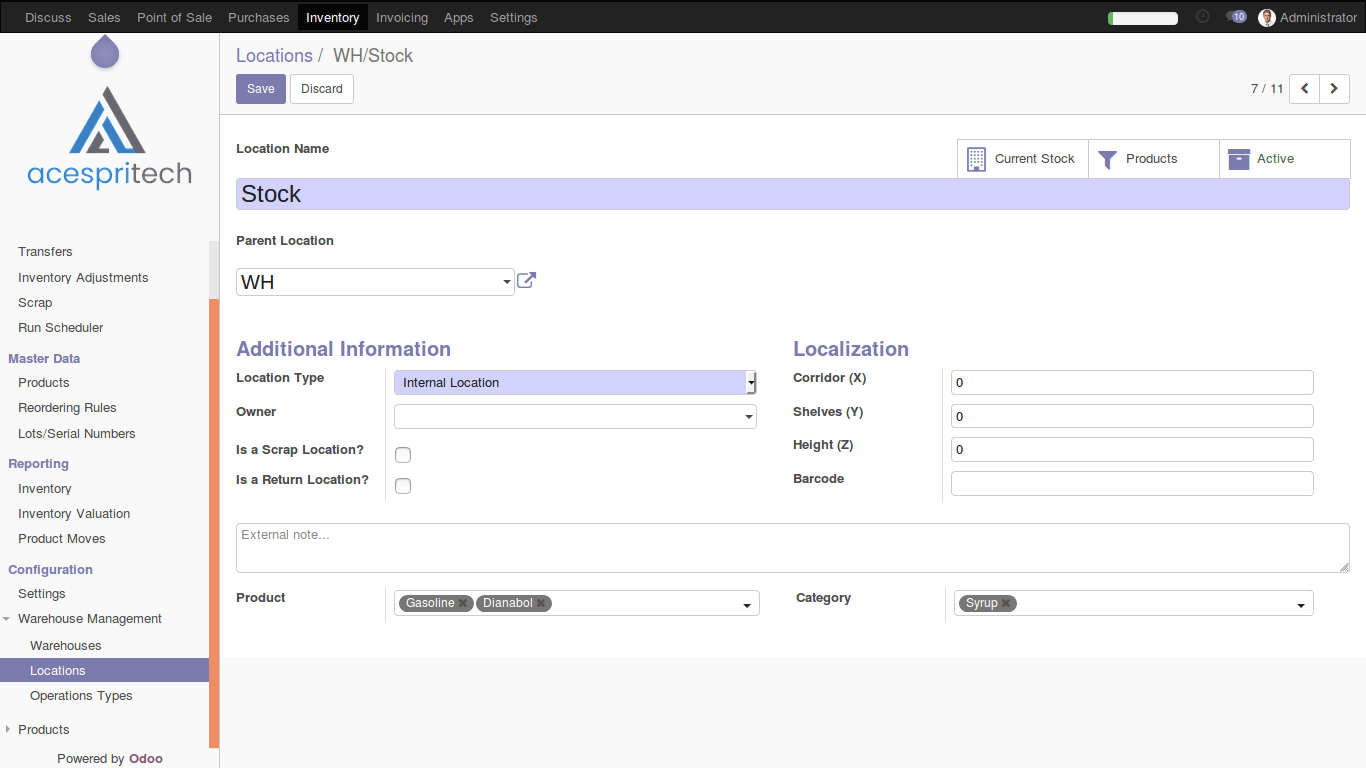 Discuss Sales Point of Sale Purchases Inventory Invoicing Apps Settings 10 Administrator
acespritech
Transfers
Inventory Adjustments
Scrap
Run Scheduler
Master Data
Products
Reordering Rules
Lots/Serial Numbers
Reporting
Inventory
Inventory Valuation
Product Moves
Configuration
Settings
Warehouse Management
Warehouses
Locations
Operations Types
Products
Powered by Odoo
Locations / WH/Stock
Save Discard 7 / 11
Location Name Current Stock Products Active
Stock
Parent Location
WH
Additional Information
Location Type Internal Location
Owner
Is a Scrap Location?
Is a Return Location?
Localization
Corridor (X) 0
Shelves (Y) 0
Height (Z) 0
Barcode
External note...
Product Gasoline Dianabol Category Syrup